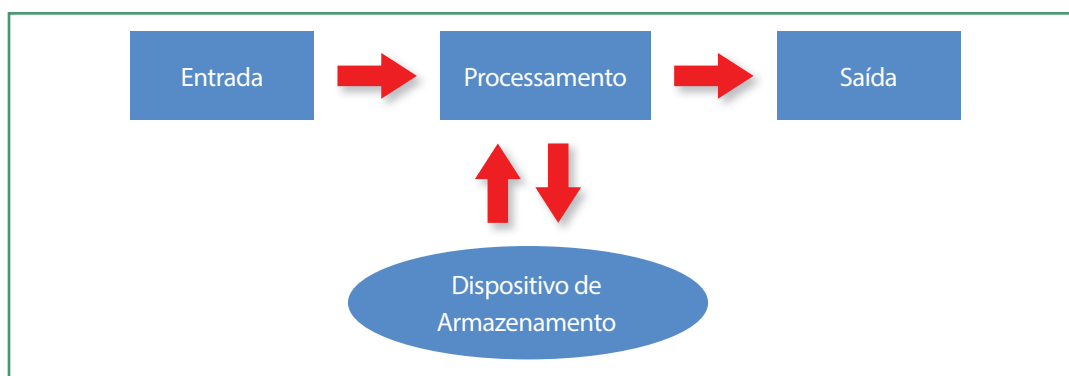 Entrada
Processamento
Saída
Dispositivo de
Armazenamento